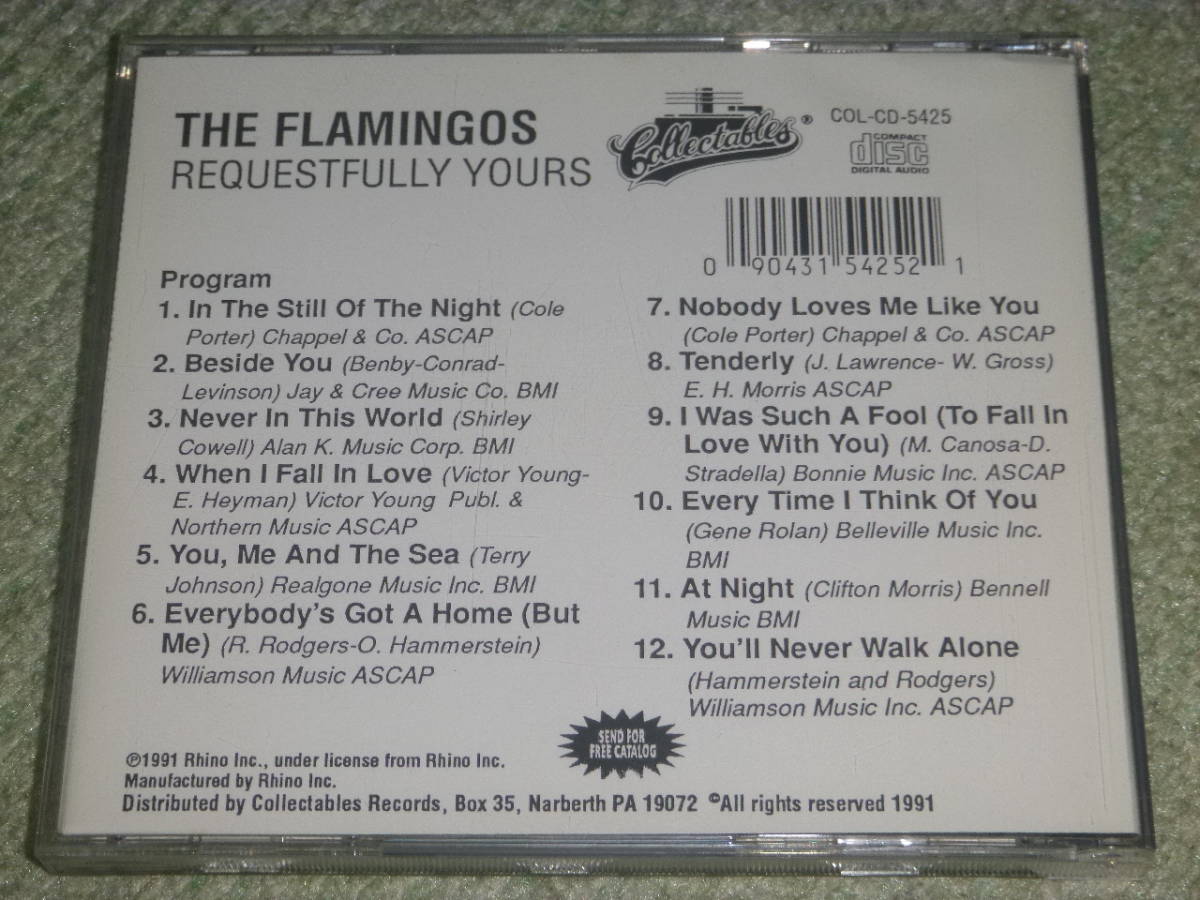 THE FLAMINGOS
REQUESTFULLY YOURS
Collectables®
COL-CD-5425
COMPACT
disc
DIGITAL AUDIO
0 90431 54252 1
Program
1. In The Still Of The Night (Cole
Porter) Chappel & Co. ASCAP
2. Beside You (Benby-Conrad-
Levinson) Jay & Cree Music Co. BMI
3. Never In This World (Shirley
Cowell) Alan K. Music Corp. BMI
4. When I Fall In Love (Victor Young-
E. Heyman) Victor Young Publ. &
Northern Music ASCAP
5. You, Me And The Sea (Terry
Johnson) Realgone Music Inc. BMI
6. Everybody's Got A Home (But
Me) (R. Rodgers-O. Hammerstein)
Williamson Music ASCAP
7. Nobody Loves Me Like You
(Cole Porter) Chappel & Co. ASCAP
8. Tenderly (J. Lawrence- W. Gross)
E. H. Morris ASCAP
9. I Was Such A Fool (To Fall In
Love With You) (M. Canosa-D.
Stradella) Bonnie Music Inc. ASCAP
10. Every Time I Think Of You
(Gene Rolan) Belleville Music Inc.
BMI
11. At Night (Clifton Morris) Bennell
Music BMI
12. You'll Never Walk Alone
(Hammerstein and Rodgers)
Williamson Music Inc. ASCAP
SEND FOR
FREE CATALOG
℗1991 Rhino Inc., under license from Rhino Inc.
Manufactured by Rhino Inc.
Distributed by Collectables Records, Box 35, Narberth PA 19072 ©All rights reserved 1991